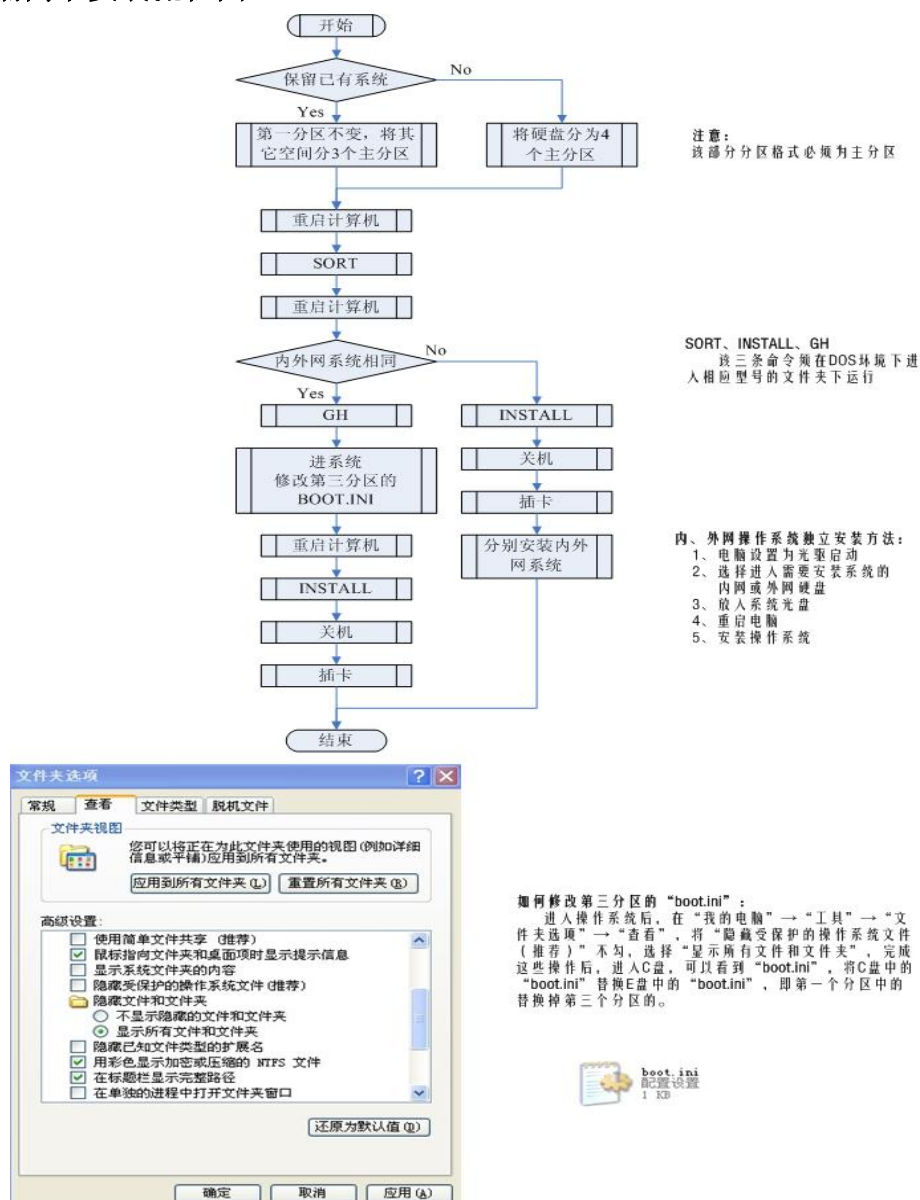 开始
保留已有系统
No
Yes
第一分区不变，将其
它空间分3个主分区
将硬盘分为4
个主分区
注意：
该部分分区格式必须为主分区
重启计算机
SORT
重启计算机
内外网系统相同
No
Yes
SORT、INSTALL、GH
该三条命令须在DOS环境下进
入相应型号的文件夹下运行
GH
INSTALL
进系统
修改第三分区的
BOOT.INI
关机
插卡
重启计算机
分别安装内外
网系统
INSTALL
关机
插卡
结束
内、外网操作系统独立安装方法：
1、电脑设置为光驱启动
2、选择进入需要安装系统的
内网或外网硬盘
3、放入系统光盘
4、重启电脑
5、安装操作系统
文件夹选项
常规
查看
文件类型
脱机文件
文件夹视图
您可以将正在为此文件夹使用的视图(例如详细
信息或平铺)应用到所有文件夹。
应用到所有文件夹(L)
重置所有文件夹(R)
高级设置：
使用简单文件共享 (推荐)
鼠标指向文件夹和桌面项时显示提示信息
显示系统文件夹的内容
隐藏受保护的操作系统文件(推荐)
隐藏文件和文件夹
不显示隐藏的文件和文件夹
显示所有文件和文件夹
隐藏已知文件类型的扩展名
用彩色显示加密或压缩的 NTFS 文件
在标题栏显示完整路径
在单独的进程中打开文件夹窗口
还原为默认值(D)
确定
取消
应用(A)
如何修改第三分区的“boot.ini”：
进入操作系统后，在“我的电脑”→“工具”→“文
件夹选项”→“查看”，将“隐藏受保护的操作系统文件
(推荐)”不勾，选择“显示所有文件和文件夹”，完成
这些操作后，进入C盘，可以看到“boot.ini”，将C盘中的
“boot.ini”替换E盘中的“boot.ini”，即第一个分区中的
替换掉第三个分区的。
boot.ini
配置设置
1 KB